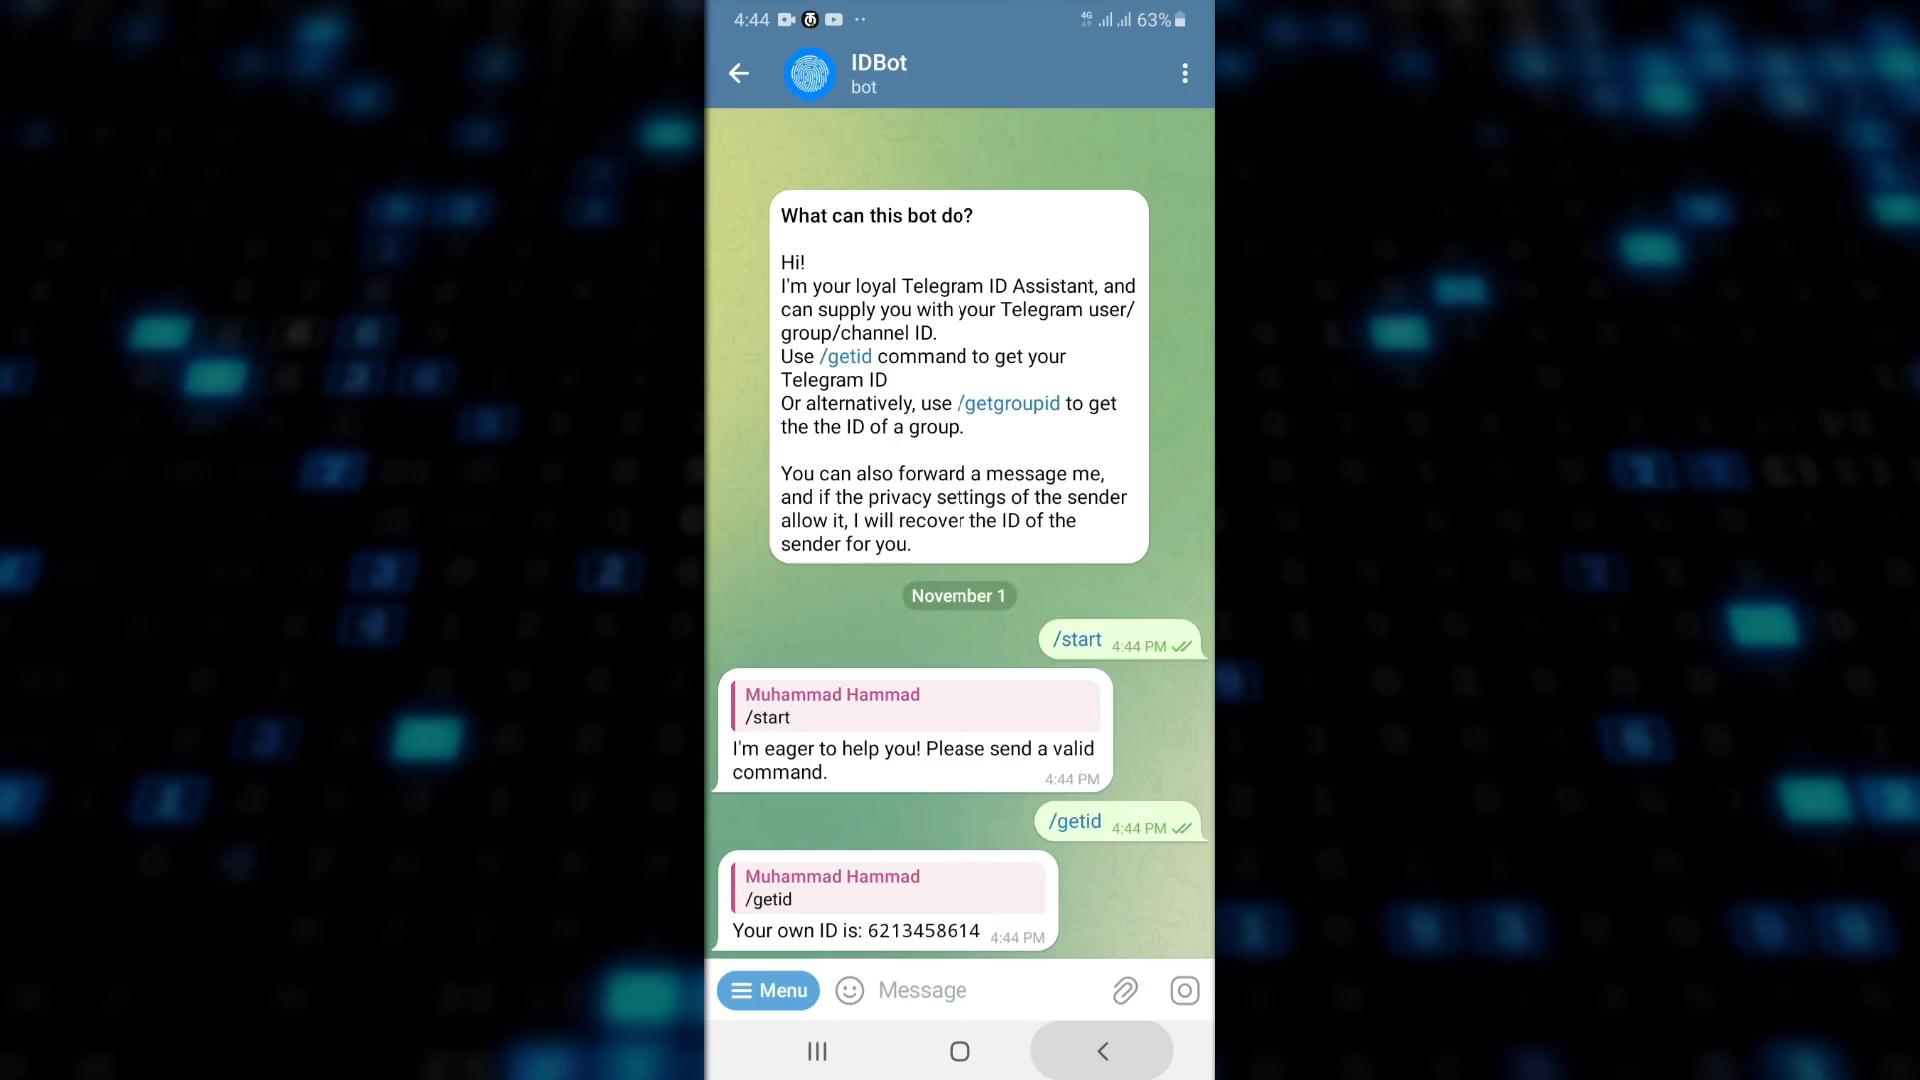 4:44
4G 63%
IDBot
bot
What can this bot do?
Hi!
I'm your loyal Telegram ID Assistant, and
can supply you with your Telegram user/
group/channel ID.
Use /getid command to get your
Telegram ID
Or alternatively, use /getgroupid to get
the the ID of a group.
You can also forward a message me,
and if the privacy settings of the sender
allow it, I will recover the ID of the
sender for you.
November 1
/start 4:44 PM
Muhammad Hammad
/start
I'm eager to help you! Please send a valid
command.
4:44 PM
/getid 4:44 PM
Muhammad Hammad
/getid
Your own ID is: 6213458614 4:44 PM
Menu
Message